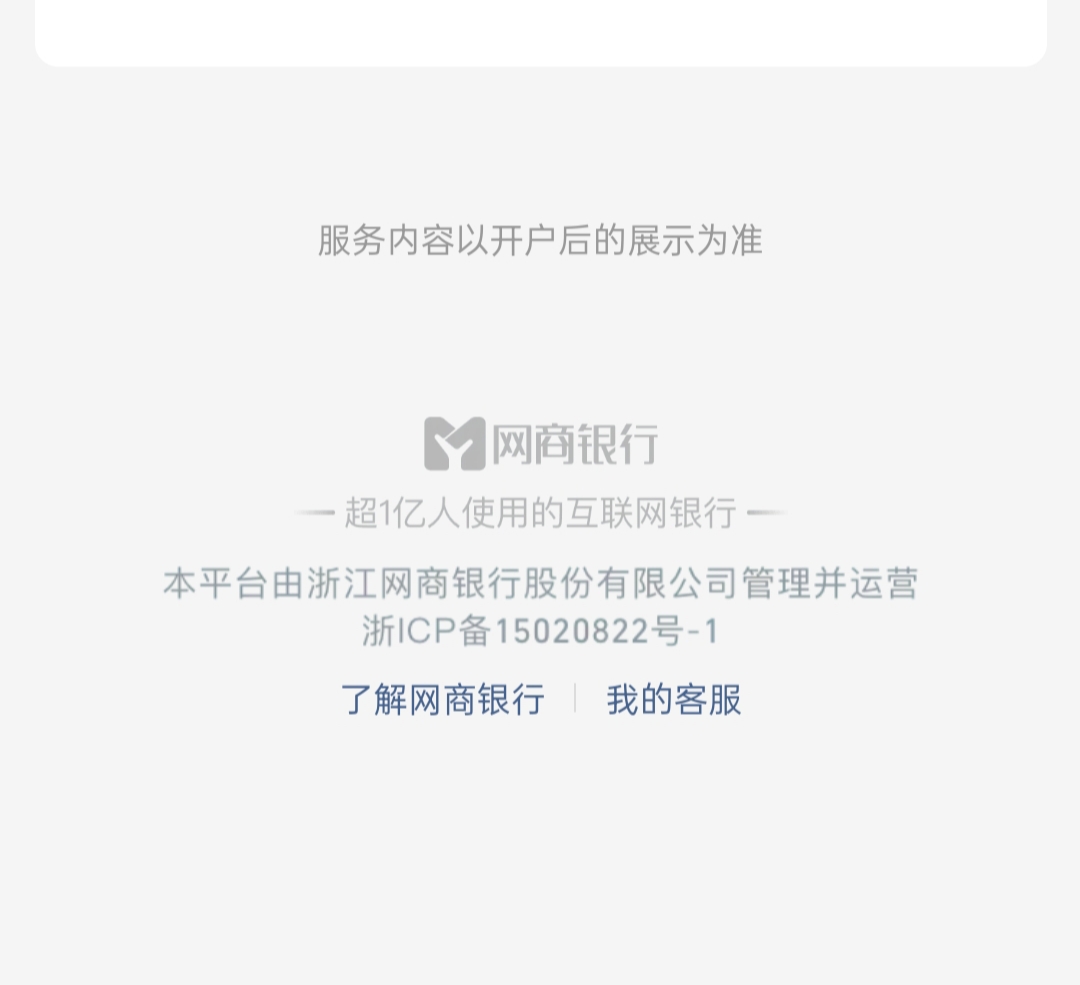 服务内容以开户后的展示为准
网商银行
超1亿人使用的互联网银行
本平台由浙江网商银行股份有限公司管理并运营
浙ICP备15020822号-1
了解网商银行 | 我的客服